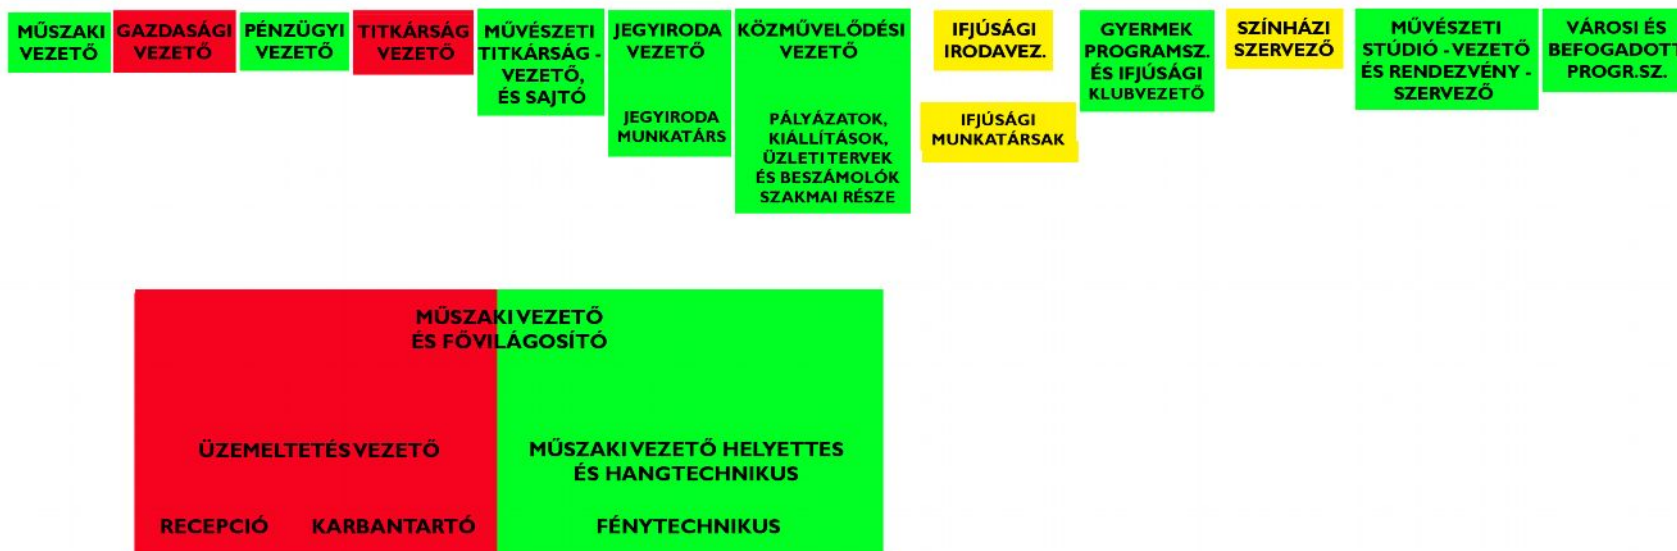 MŰSZAKI
VEZETŐ
GAZDASÁGI
VEZETŐ
PÉNZÜGYI
VEZETŐ
TITKÁRSÁG
VEZETŐ
MŰVÉSZETI
TITKÁRSÁG -
VEZETŐ,
ÉS SAJTÓ
JEGYIRODA
VEZETŐ
JEGYIRODA
MUNKATÁRS
KÖZMŰVELŐDÉSI
VEZETŐ
PÁLYÁZATOK,
KIÁLLÍTÁSOK,
ÜZLETI TERVEK
ÉS BESZÁMOLÓK
SZAKMAI RÉSZE
IFJÚSÁGI
IRODAVEZ.
IFJÚSÁGI
MUNKATÁRSAK
GYERMEK
PROGRAMSZ.
ÉS IFJÚSÁGI
KLUBVEZETŐ
SZÍNHÁZI
SZERVEZŐ
MŰVÉSZETI
STÚDIÓ - VEZETŐ
ÉS RENDEZVÉNY -
SZERVEZŐ
VÁROSI ÉS
BEFOGADOTT
PROGR.SZ.
MŰSZAKI VEZETŐ
ÉS FŐVILÁGOSÍTÓ
ÜZEMELTETÉS VEZETŐ
MŰSZAKI VEZETŐ HELYETTES
ÉS HANGTECHNIKUS
RECEPCIÓ
KARBANTARTÓ
FÉNYTECHNIKUS